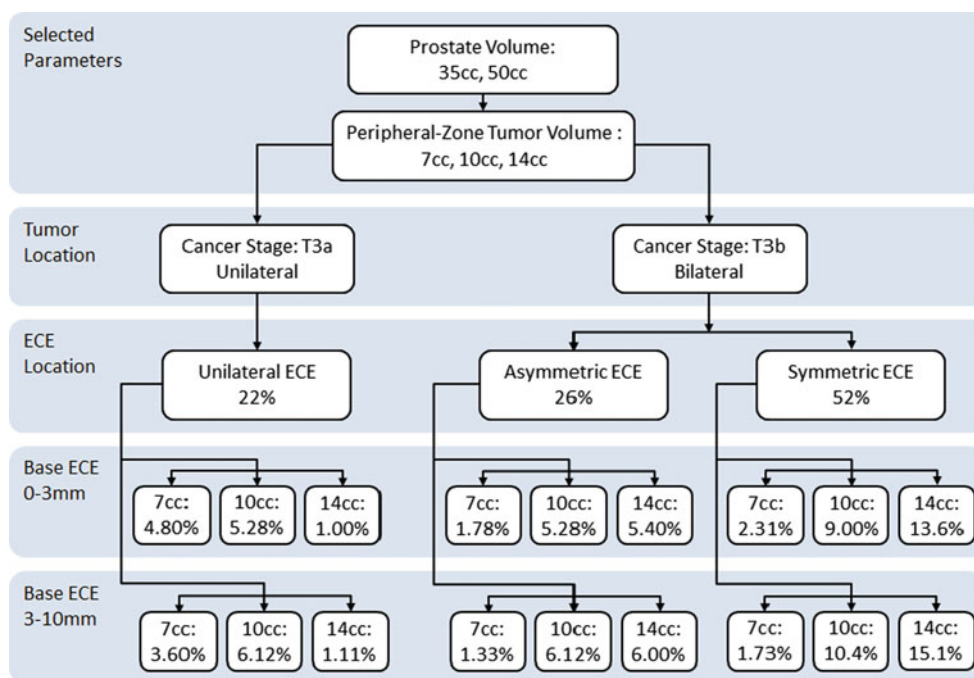 Selected
Parameters
Prostate Volume:
35cc, 50cc
Peripheral-Zone Tumor Volume :
7cc, 10cc, 14cc
Tumor
Location
Cancer Stage: T3a
Unilateral
Cancer Stage: T3b
Bilateral
ECE
Location
Unilateral ECE
22%
Asymmetric ECE
26%
Symmetric ECE
52%
Base ECE
0-3mm
7cc:
4.80%
10cc:
5.28%
14cc:
1.00%
7cc:
1.78%
10cc:
5.28%
14cc:
5.40%
7cc:
2.31%
10cc:
9.00%
14cc:
13.6%
Base ECE
3-10mm
7cc:
3.60%
10cc:
6.12%
14cc:
1.11%
7cc:
1.33%
10cc:
6.12%
14cc:
6.00%
7cc:
1.73%
10cc:
10.4%
14cc:
15.1%